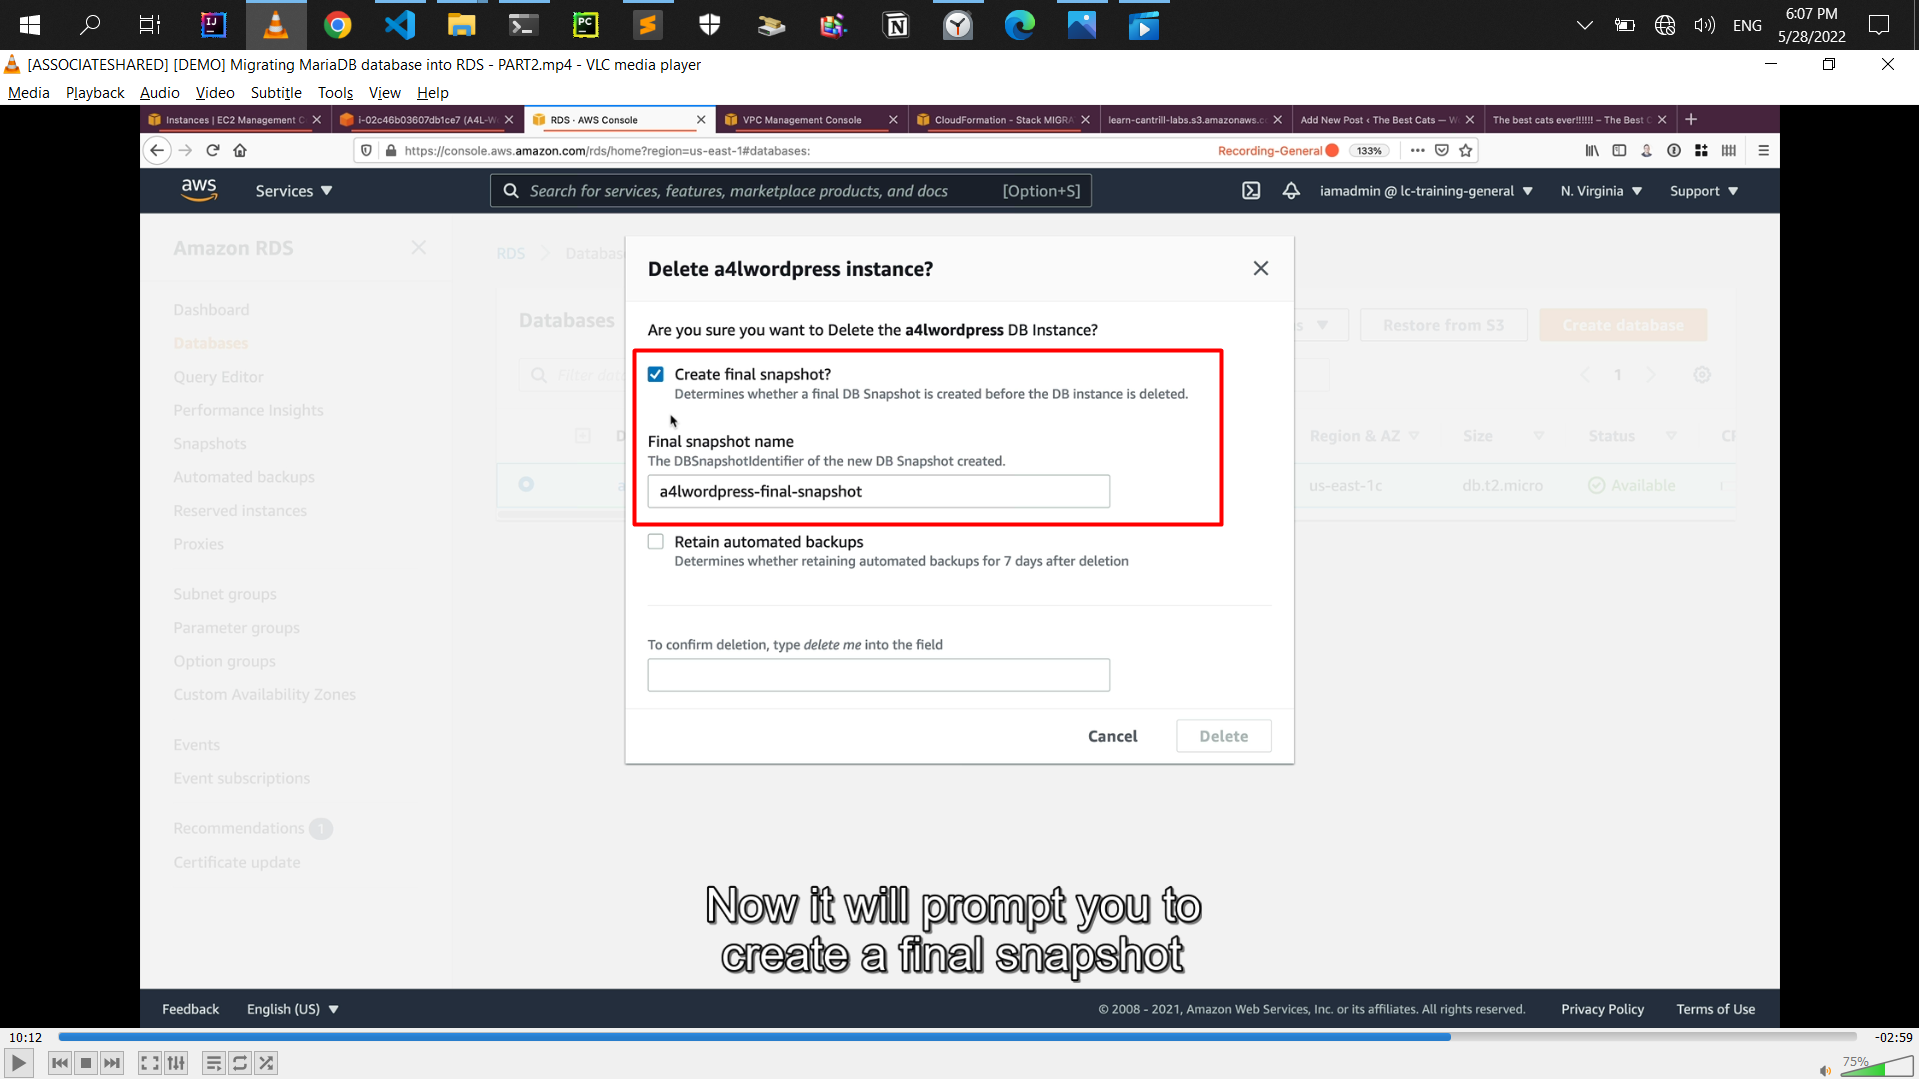 ENG
6:07 PM
5/28/2022
[ASSOCIATESHARED] [DEMO] Migrating MariaDB database into RDS - PART2.mp4 - VLC media player
Media Playback Audio Video Subtitle Tools View Help
Instances | EC2 Management C
i-02c46b03607db1ce7 (A4L-W
RDS · AWS Console
VPC Management Console
CloudFormation - Stack MIGRA
learn-cantrill-labs.s3.amazonaws.c
Add New Post ‹ The Best Cats — W
The best cats ever!!!!!! – The Best C
https://console.aws.amazon.com/rds/home?region=us-east-1#databases:
Recording-General
133%
aws
Services
Search for services, features, marketplace products, and docs [Option+S]
iamadmin @ lc-training-general
N. Virginia
Support
Amazon RDS
Dashboard
Databases
Query Editor
Performance Insights
Snapshots
Automated backups
Reserved instances
Proxies
Subnet groups
Parameter groups
Option groups
Custom Availability Zones
Events
Event subscriptions
Recommendations 1
Certificate update
RDS
Databas
Databases
s
Restore from S3
Create database
Filter dat
1
D
Region & AZ
Size
Status
CP
a
us-east-1c
db.t2.micro
Available
Delete a4lwordpress instance?
Are you sure you want to Delete the a4lwordpress DB Instance?
Create final snapshot?
Determines whether a final DB Snapshot is created before the DB instance is deleted.
Final snapshot name
The DBSnapshotIdentifier of the new DB Snapshot created.
a4lwordpress-final-snapshot
Retain automated backups
Determines whether retaining automated backups for 7 days after deletion
To confirm deletion, type delete me into the field
Cancel
Delete
Now it will prompt you to
create a final snapshot
Feedback
English (US)
© 2008 - 2021, Amazon Web Services, Inc. or its affiliates. All rights reserved.
Privacy Policy
Terms of Use
10:12
-02:59
75%